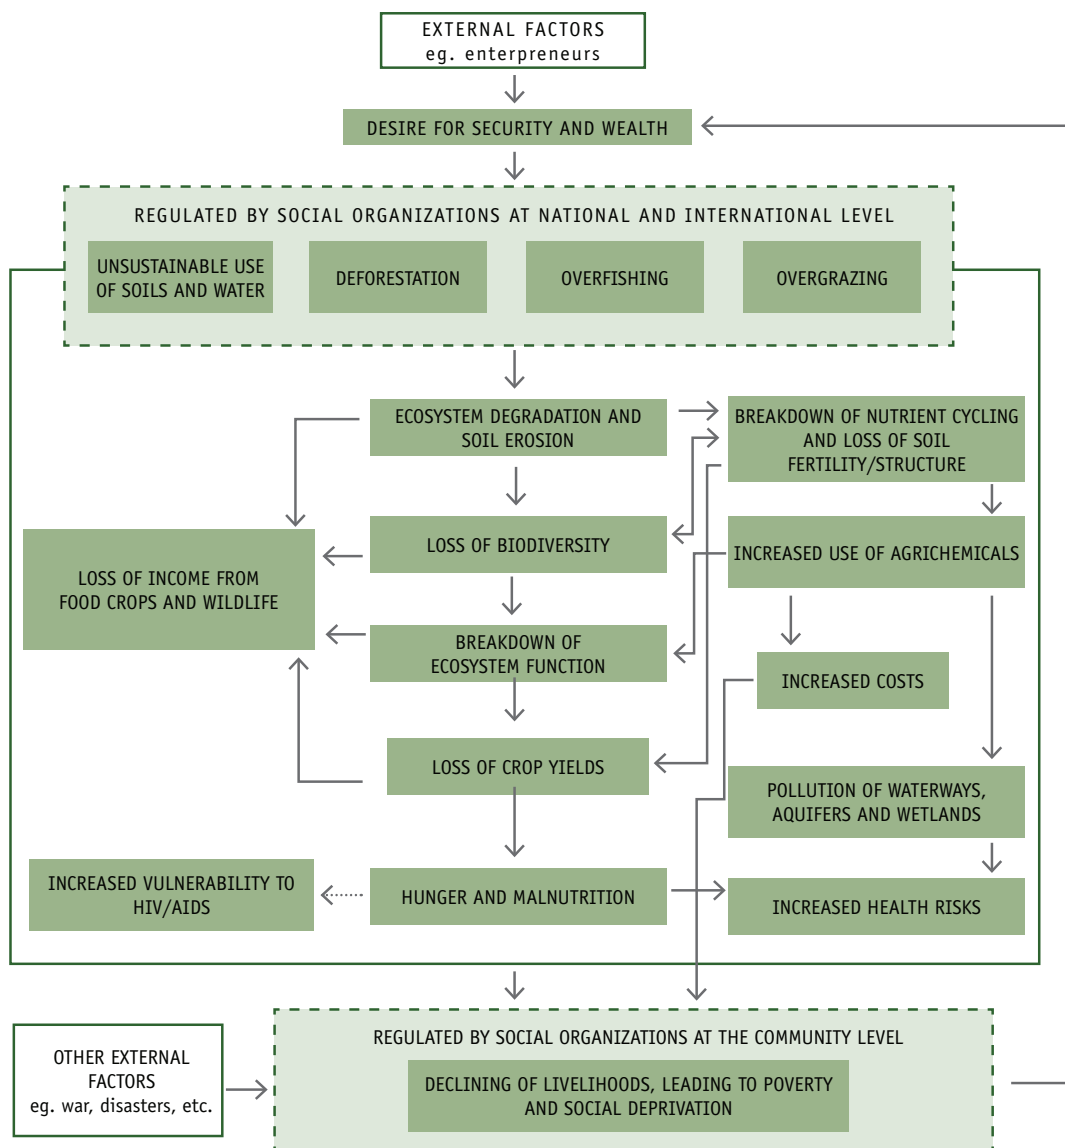 EXTERNAL FACTORS
eg. enterpreneurs
DESIRE FOR SECURITY AND WEALTH
REGULATED BY SOCIAL ORGANIZATIONS AT NATIONAL AND INTERNATIONAL LEVEL
UNSUSTAINABLE USE
OF SOILS AND WATER
DEFORESTATION
OVERFISHING
OVERGRAZING
ECOSYSTEM DEGRADATION AND
SOIL EROSION
BREAKDOWN OF NUTRIENT CYCLING
AND LOSS OF SOIL
FERTILITY/STRUCTURE
LOSS OF BIODIVERSITY
INCREASED USE OF AGRICHEMICALS
LOSS OF INCOME FROM
FOOD CROPS AND WILDLIFE
BREAKDOWN OF
ECOSYSTEM FUNCTION
INCREASED COSTS
LOSS OF CROP YIELDS
POLLUTION OF WATERWAYS,
AQUIFERS AND WETLANDS
INCREASED VULNERABILITY TO
HIV/AIDS
HUNGER AND MALNUTRITION
INCREASED HEALTH RISKS
REGULATED BY SOCIAL ORGANIZATIONS AT THE COMMUNITY LEVEL
OTHER EXTERNAL
FACTORS
eg. war, disasters, etc.
DECLINING OF LIVELIHOODS, LEADING TO POVERTY
AND SOCIAL DEPRIVATION